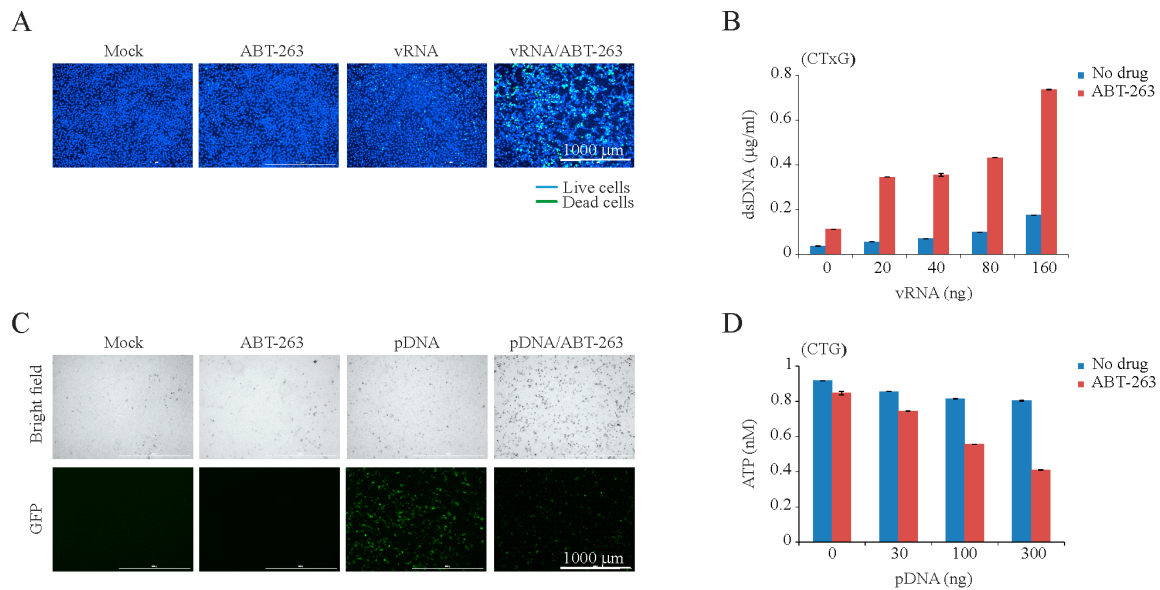 A
Mock ABT-263 vRNA vRNA/ABT-263
1000 µm
Live cells
Dead cells
B
(CTxG)
No drug
ABT-263
dsDNA (µg/ml)
0.8
0.6
0.4
0.2
0
0 20 40 80 160
vRNA (ng)
C
Mock ABT-263 pDNA pDNA/ABT-263
Bright field
GFP
1000 µm
D
(CTG)
No drug
ABT-263
ATP (nM)
1
0.8
0.6
0.4
0.2
0
0 30 100 300
pDNA (ng)